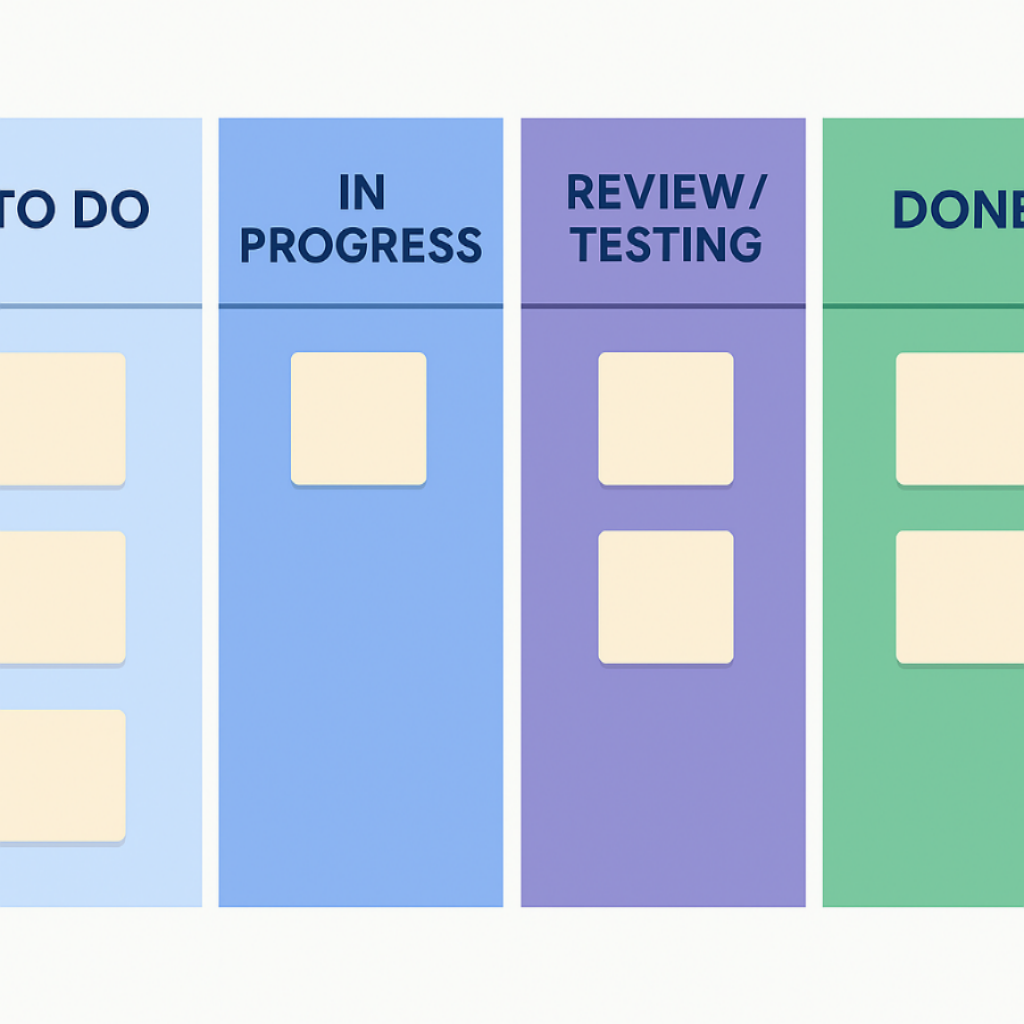 TO DO
IN
PROGRESS
REVIEW/
TESTING
DONE